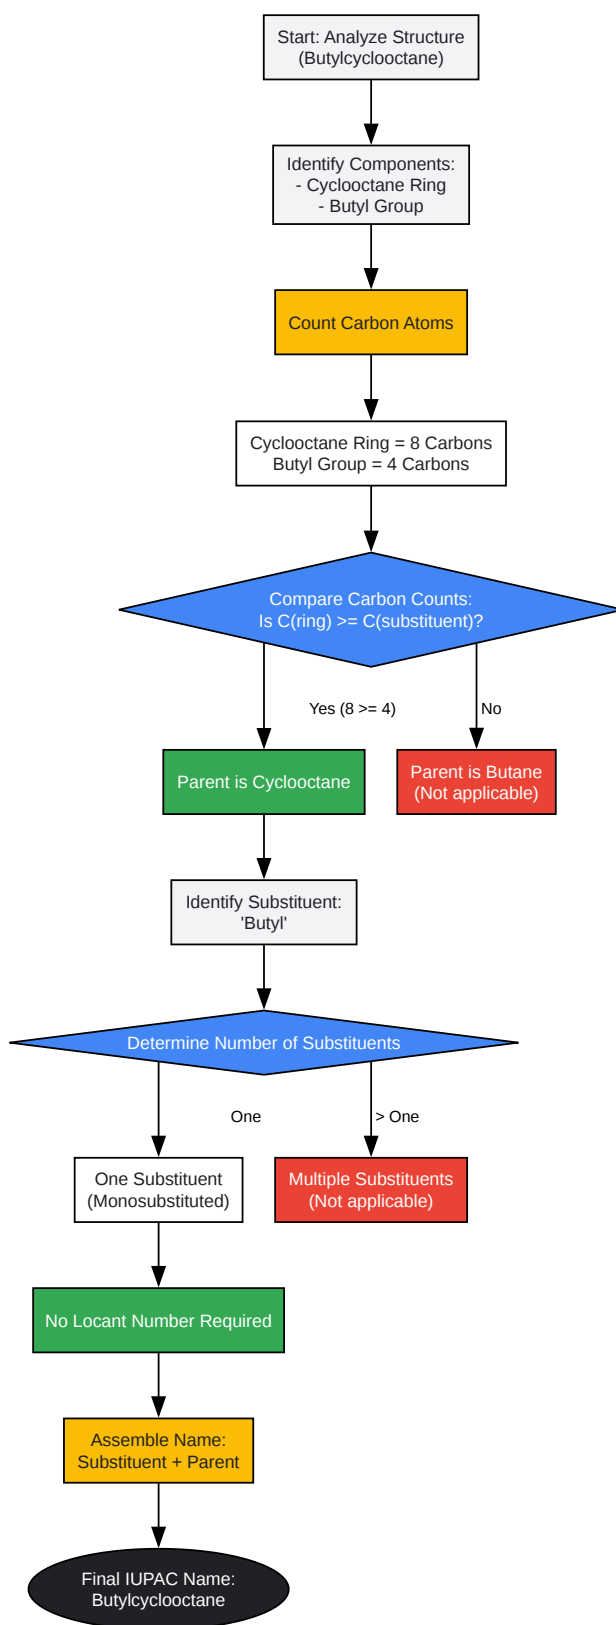 Start: Analyze Structure
(Butylcyclooctane)
Identify Components:
- Cyclooctane Ring
- Butyl Group
Count Carbon Atoms
Cyclooctane Ring = 8 Carbons
Butyl Group = 4 Carbons
Compare Carbon Counts:
Is C(ring) >= C(substituent)?
Yes (8 >= 4)
No
Parent is Cyclooctane
Parent is Butane
(Not applicable)
Identify Substituent:
'Butyl'
Determine Number of Substituents
One
> One
One Substituent
(Monosubstituted)
Multiple Substituents
(Not applicable)
No Locant Number Required
Assemble Name:
Substituent + Parent
Final IUPAC Name:
Butylcyclooctane